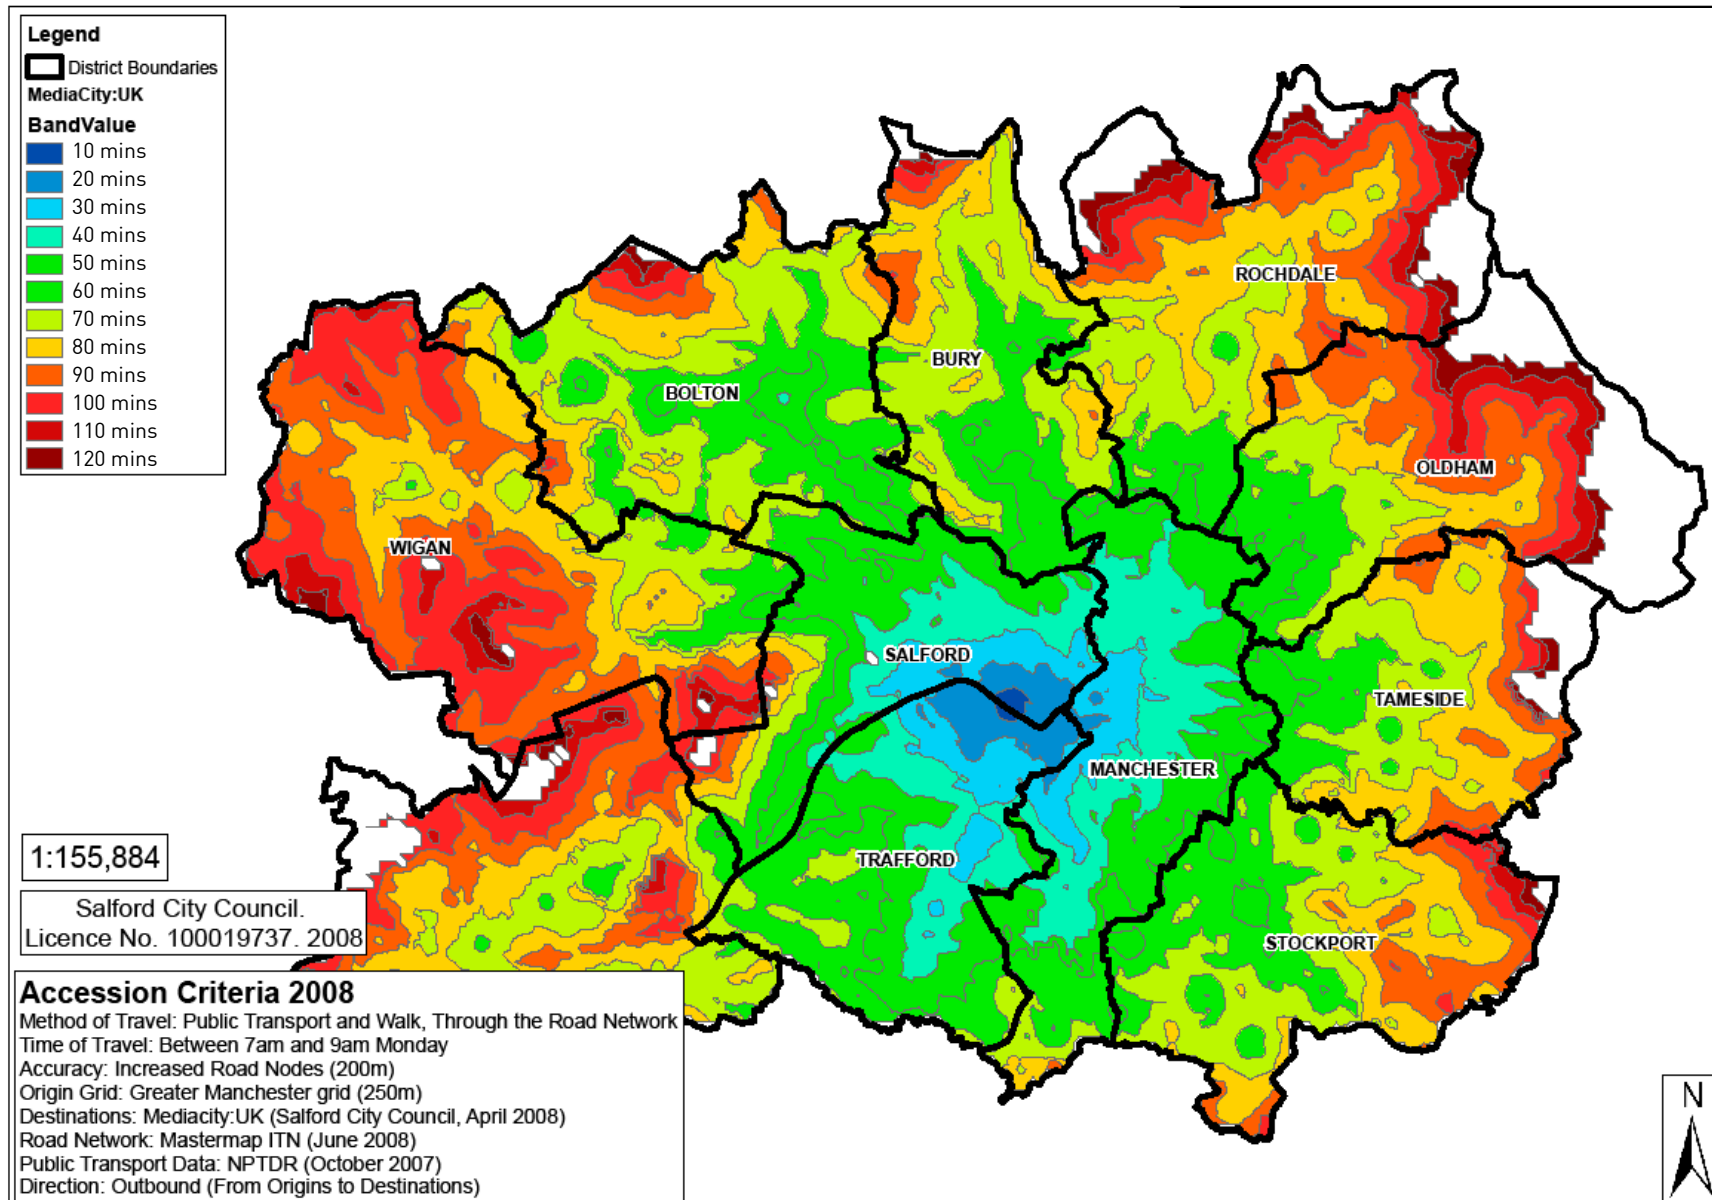 Legend
District Boundaries
MediaCity:UK
BandValue
10 mins
20 mins
30 mins
40 mins
50 mins
60 mins
70 mins
80 mins
90 mins
100 mins
110 mins
120 mins
ROCHDALE
BURY
BOLTON
OLDHAM
WIGAN
SALFORD
TAMESIDE
MANCHESTER
TRAFFORD
STOCKPORT
1:155,884
Salford City Council.
Licence No. 100019737. 2008
Accession Criteria 2008
Method of Travel: Public Transport and Walk, Through the Road Network
Time of Travel: Between 7am and 9am Monday
Accuracy: Increased Road Nodes (200m)
Origin Grid: Greater Manchester grid (250m)
Destinations: Mediacity:UK (Salford City Council, April 2008)
Road Network: Mastermap ITN (June 2008)
Public Transport Data: NPTDR (October 2007)
Direction: Outbound (From Origins to Destinations)
N